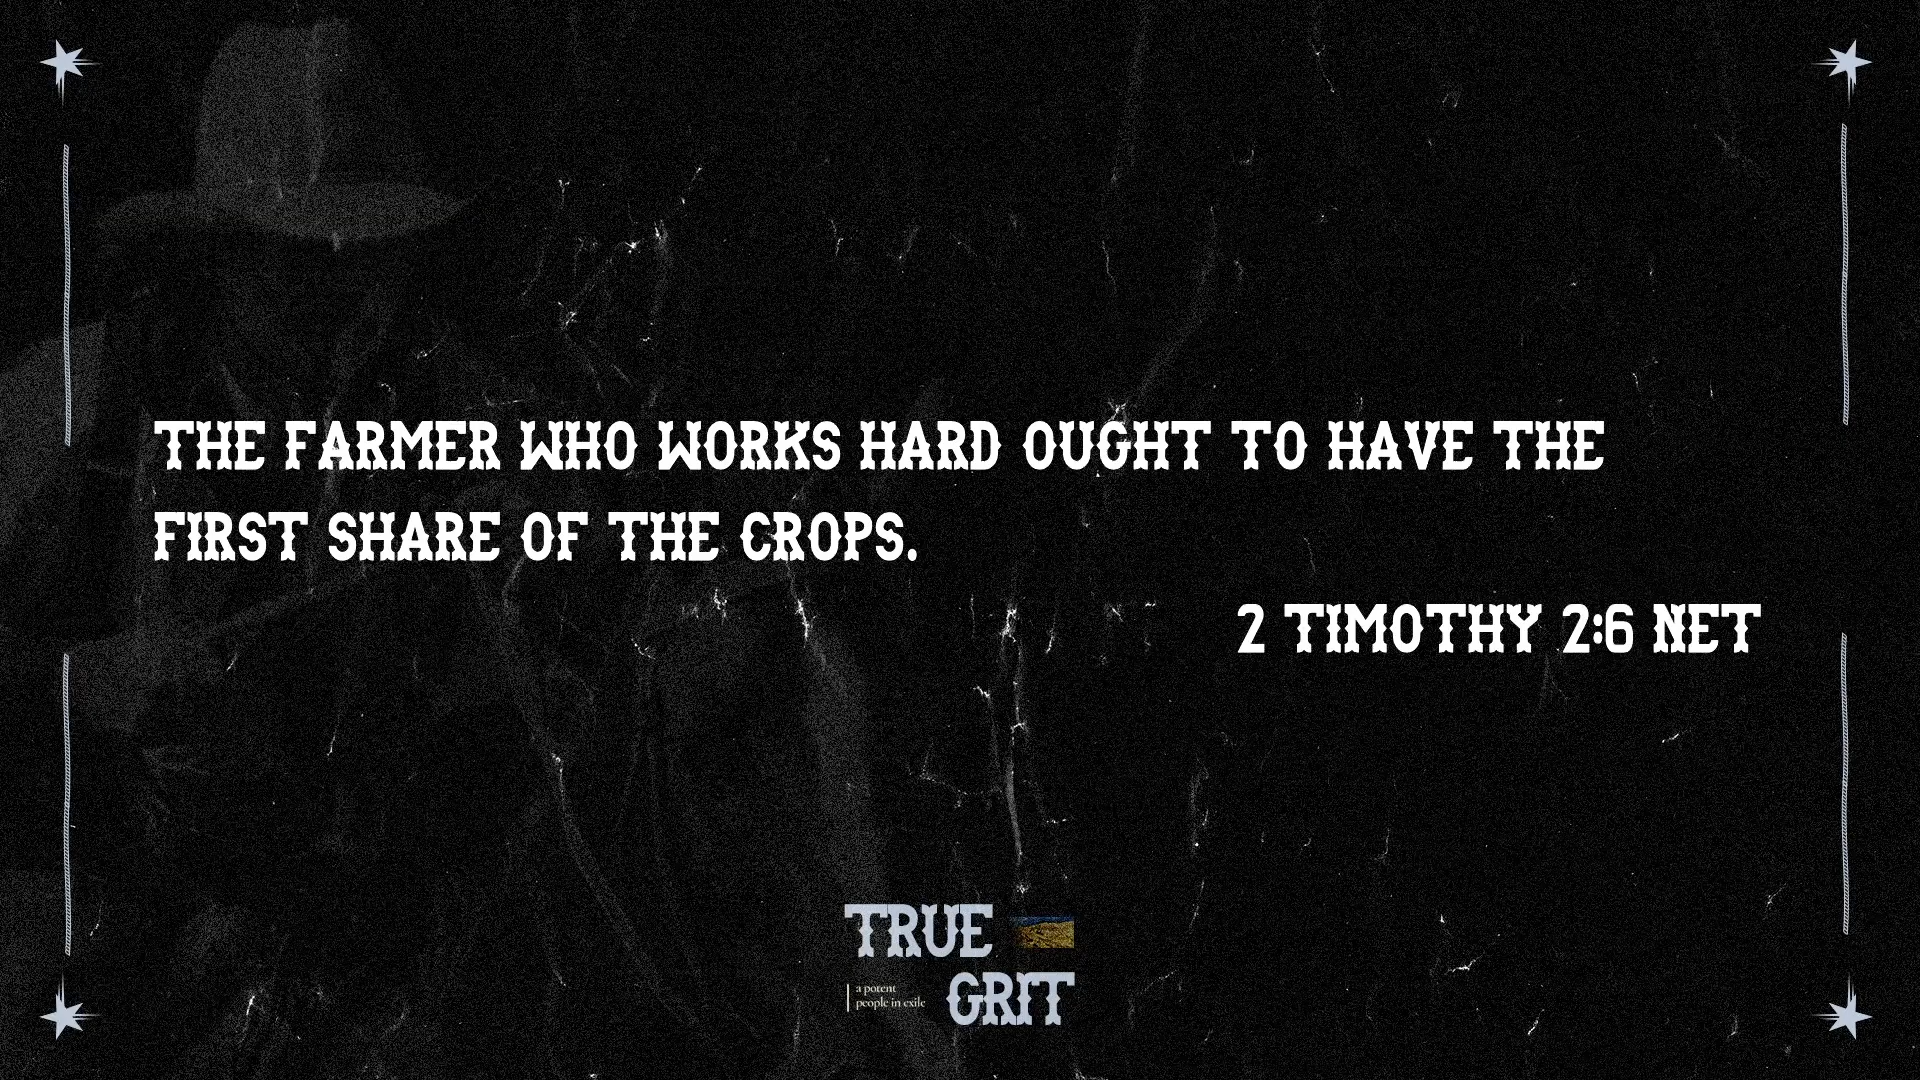 THE FARMER WHO WORKS HARD OUGHT TO HAVE THE
FIRST SHARE OF THE CROPS.
2 TIMOTHY 2:6 NET
TRUE
GRIT
a potent
people in exile